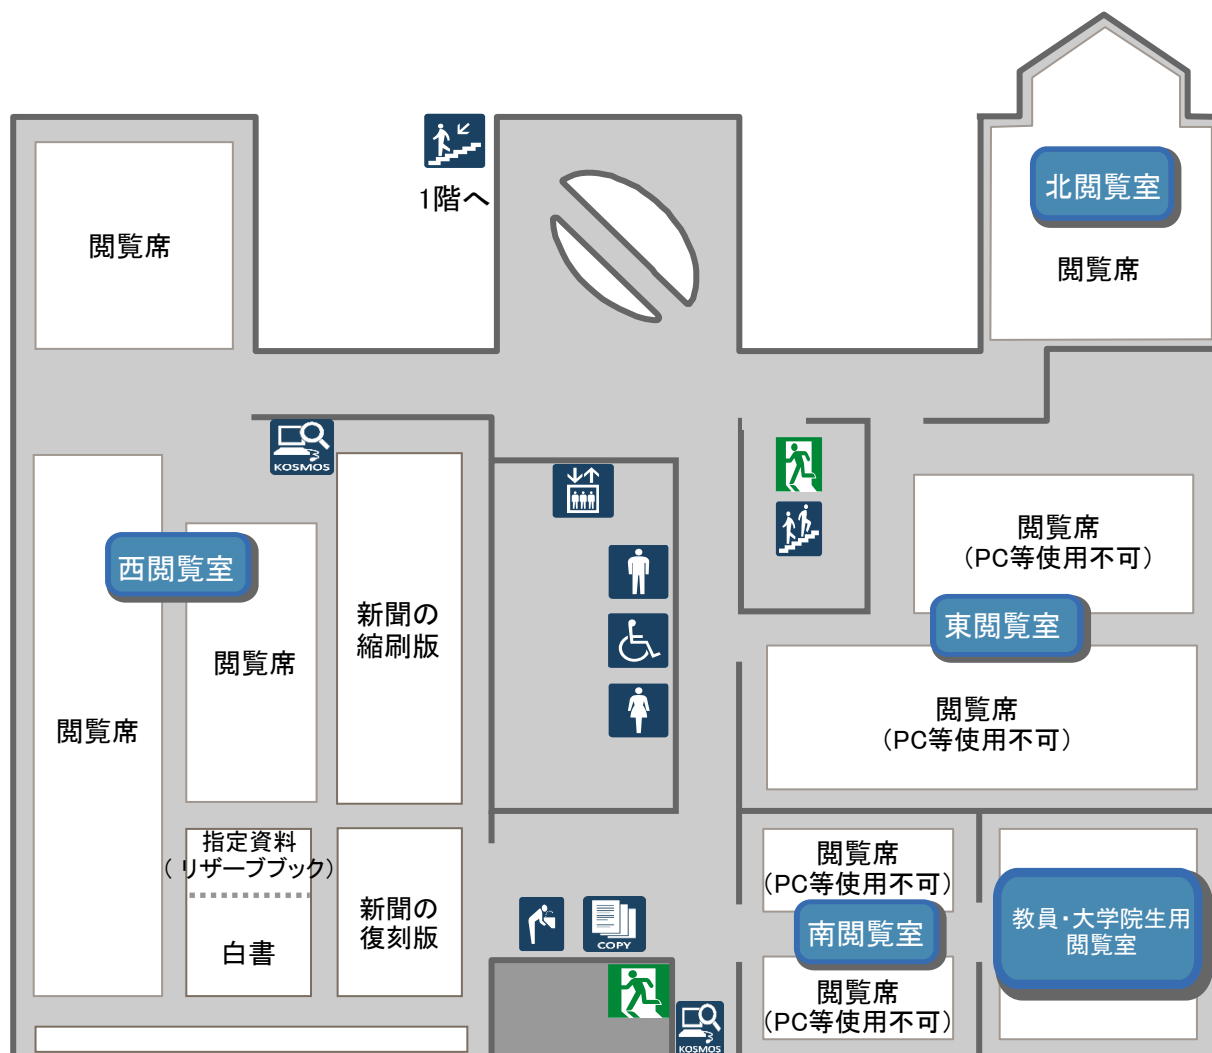 1階へ
北閲覧室
閲覧席
閲覧席
KOSMOS
西閲覧室
新聞の
縮刷版
閲覧席
閲覧席
閲覧席
(PC等使用不可)
東閲覧室
閲覧席
(PC等使用不可)
指定資料
( リザーブブック)
白書
新聞の
復刻版
COPY
閲覧席
(PC等使用不可)
南閲覧室
閲覧席
(PC等使用不可)
教員・大学院生用
閲覧室
KOSMOS